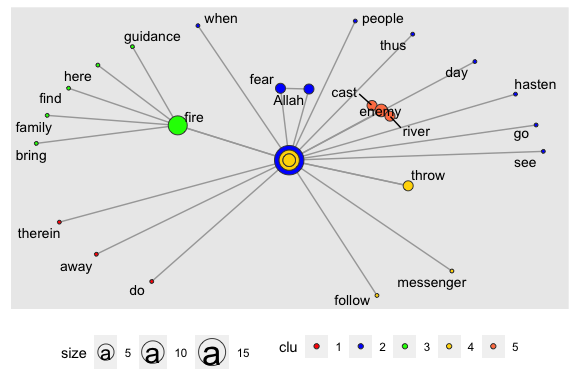 when
people
guidance
thus
here
fear
day
find
Allah
cast
hasten
family
fire
enemy
river
go
bring
see
throw
therein
away
do
messenger
follow
size a 5 a 10 a 15 clu 1 2 3 4 5